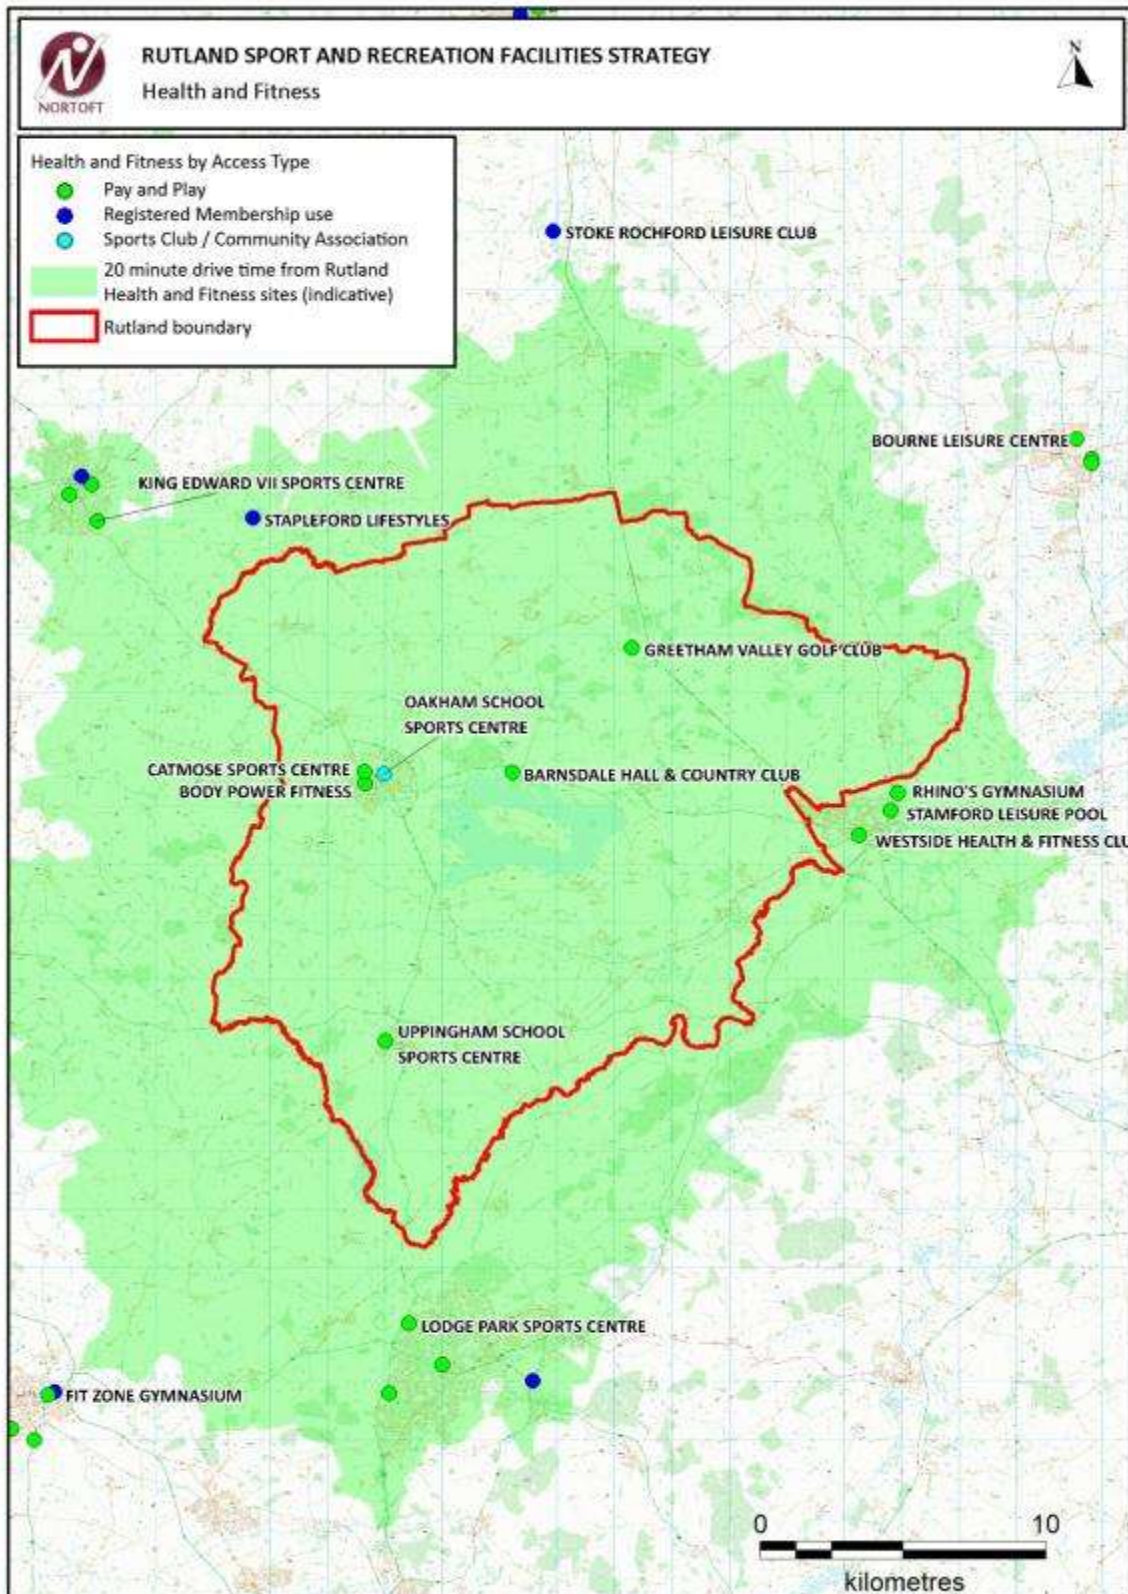 RUTLAND SPORT AND RECREATION FACILITIES STRATEGY
Health and Fitness
N
NORTOFT
Health and Fitness by Access Type
Pay and Play
Registered Membership use
Sports Club / Community Association
20 minute drive time from Rutland
Health and Fitness sites (indicative)
Rutland boundary
STOKE ROCHFORD LEISURE CLUB
BOURNE LEISURE CENTRE
KING EDWARD VII SPORTS CENTRE
STAPLEFORD LIFESTYLES
GREETHAM VALLEY GOLF CLUB
OAKHAM SCHOOL
SPORTS CENTRE
CATMOSE SPORTS CENTRE
BODY POWER FITNESS
BARNSDALE HALL & COUNTRY CLUB
RHINO'S GYMNASIUM
STAMFORD LEISURE POOL
WESTSIDE HEALTH & FITNESS CLU
UPPINGHAM SCHOOL
SPORTS CENTRE
LODGE PARK SPORTS CENTRE
FIT ZONE GYMNASIUM
0 10
kilometres